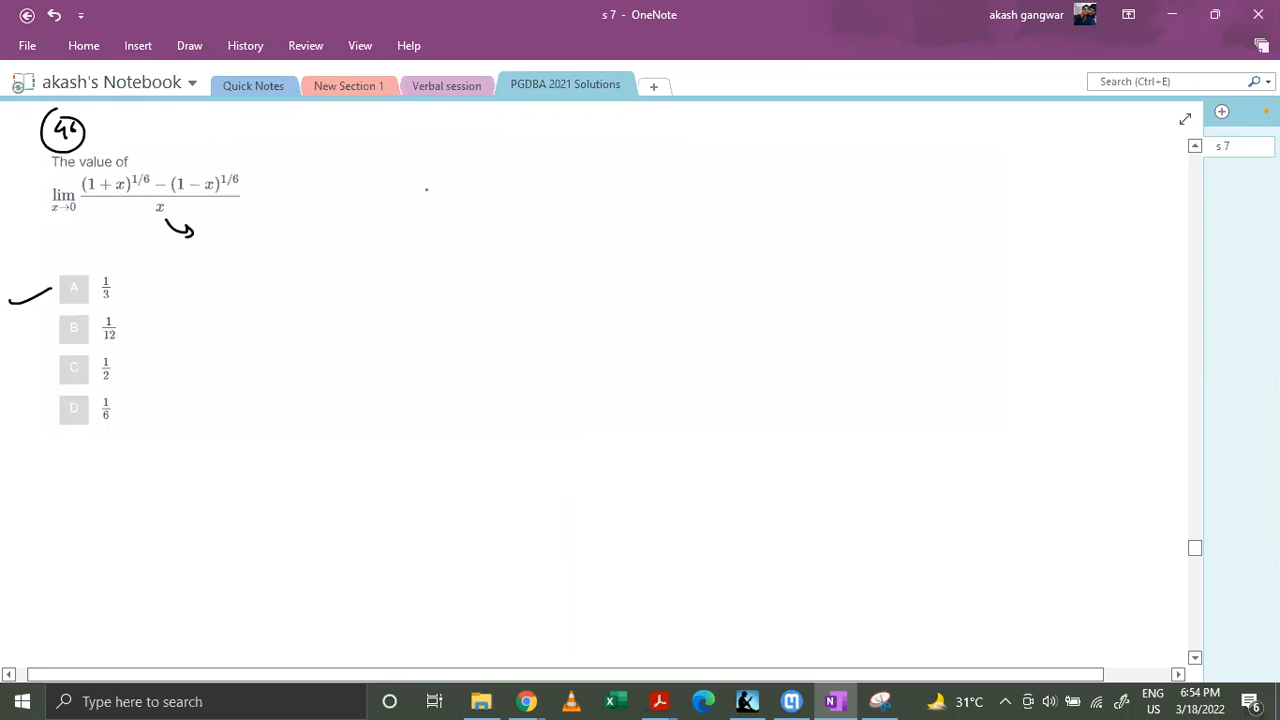 s 7 - OneNote
akash gangwar
File Home Insert Draw History Review View Help
akash's Notebook
Quick Notes New Section 1 Verbal session PGDBA 2021 Solutions
Search (Ctrl+E)
s 7
46
The value of
lim x→0 ((1 + x)^{1/6} − (1 − x)^{1/6}) / x
A 1/3
B 1/12
C 1/2
D 1/6
Type here to search
31°C
ENG
US
6:54 PM
3/18/2022
6